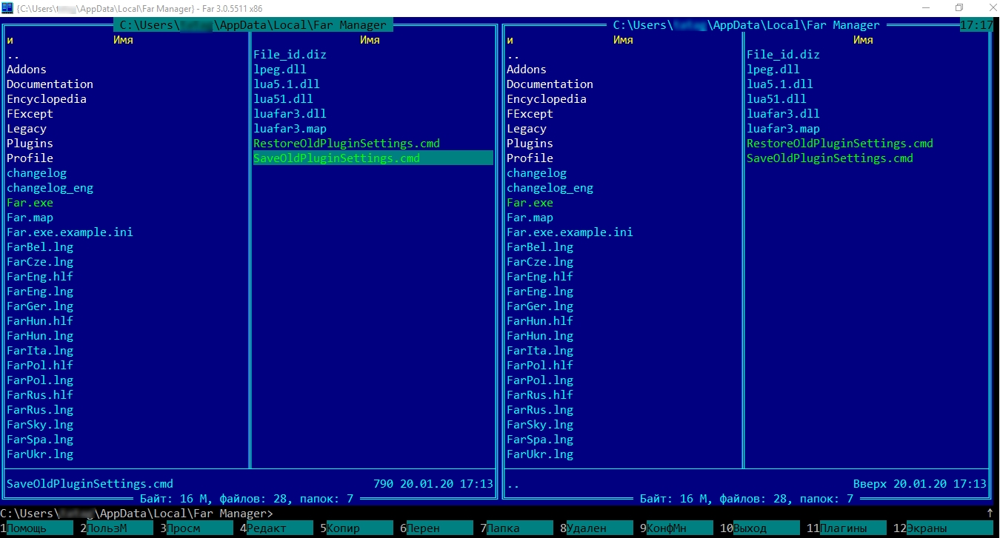 {C:\Users\ \AppData\Local\Far Manager} - Far 3.0.5511 x86
C:\Users\ \AppData\Local\Far Manager
C:\Users\ \AppData\Local\Far Manager 17:17
и Имя Имя и Имя Имя
.. File_id.diz .. File_id.diz
Addons lpeg.dll Addons lpeg.dll
Documentation lua5.1.dll Documentation lua5.1.dll
Encyclopedia lua51.dll Encyclopedia lua51.dll
FExcept luafar3.dll FExcept luafar3.dll
Legacy luafar3.map Legacy luafar3.map
Plugins RestoreOldPluginSettings.cmd Plugins RestoreOldPluginSettings.cmd
Profile SaveOldPluginSettings.cmd Profile SaveOldPluginSettings.cmd
changelog changelog
changelog_eng changelog_eng
Far.exe Far.exe
Far.map Far.map
Far.exe.example.ini Far.exe.example.ini
FarBel.lng FarBel.lng
FarCze.lng FarCze.lng
FarEng.hlf FarEng.hlf
FarEng.lng FarEng.lng
FarGer.lng FarGer.lng
FarHun.hlf FarHun.hlf
FarHun.lng FarHun.lng
FarIta.lng FarIta.lng
FarPol.hlf FarPol.hlf
FarPol.lng FarPol.lng
FarRus.hlf FarRus.hlf
FarRus.lng FarRus.lng
FarSky.lng FarSky.lng
FarSpa.lng FarSpa.lng
FarUkr.lng FarUkr.lng
SaveOldPluginSettings.cmd 790 20.01.20 17:13 .. Вверх 20.01.20 17:13
Байт: 16 М, файлов: 28, папок: 7 Байт: 16 М, файлов: 28, папок: 7
C:\Users\ \AppData\Local\Far Manager> ↑
1Помощь 2ПользМ 3Просм 4Редакт 5Копир 6Перен 7Папка 8Удален 9КонфМн 10Выход 11Плагины 12Экраны